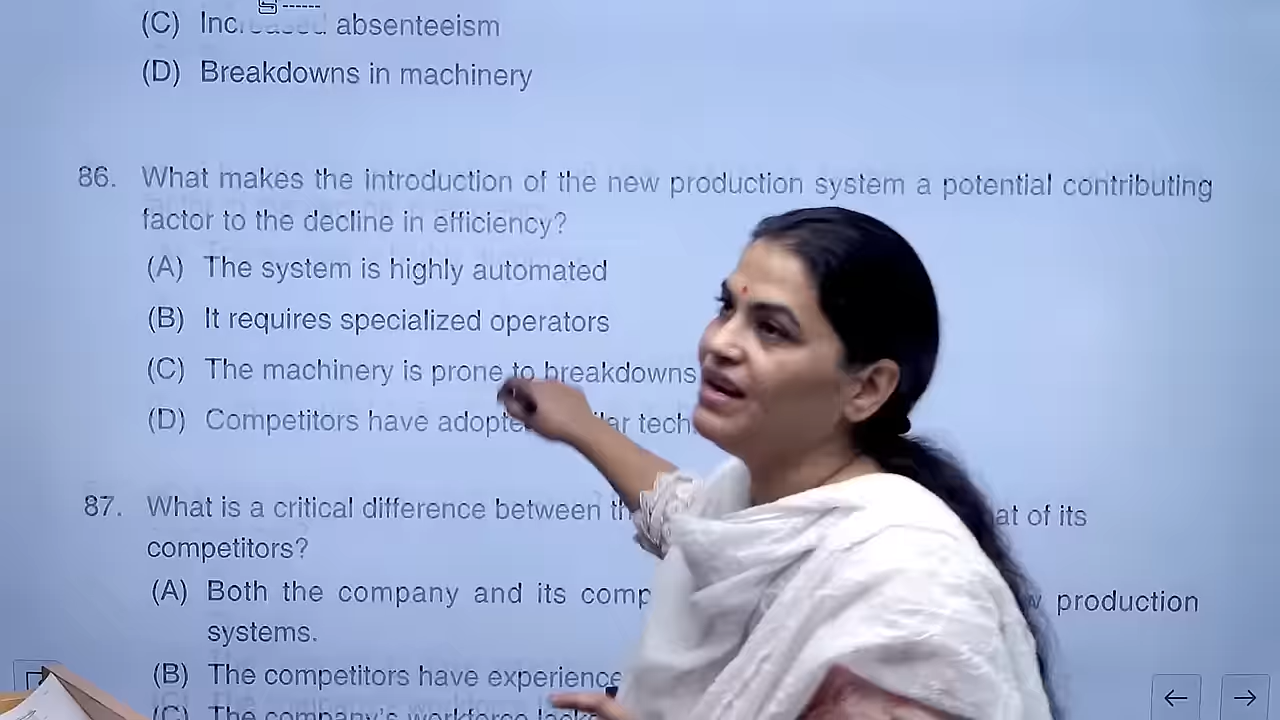 (C) absenteeism
(D) Breakdowns in machinery
86. What makes the introduction of the new production system a potential contributing
factor to the decline in efficiency?
(A) The system is highly automated
(B) It requires specialized operators
(C) The machinery is prone to breakdowns
(D) Competitors have
87. What is a critical difference between of its
competitors?
(A) Both the company and its production
systems.
(B) The competitors have
(C) The company's workforce